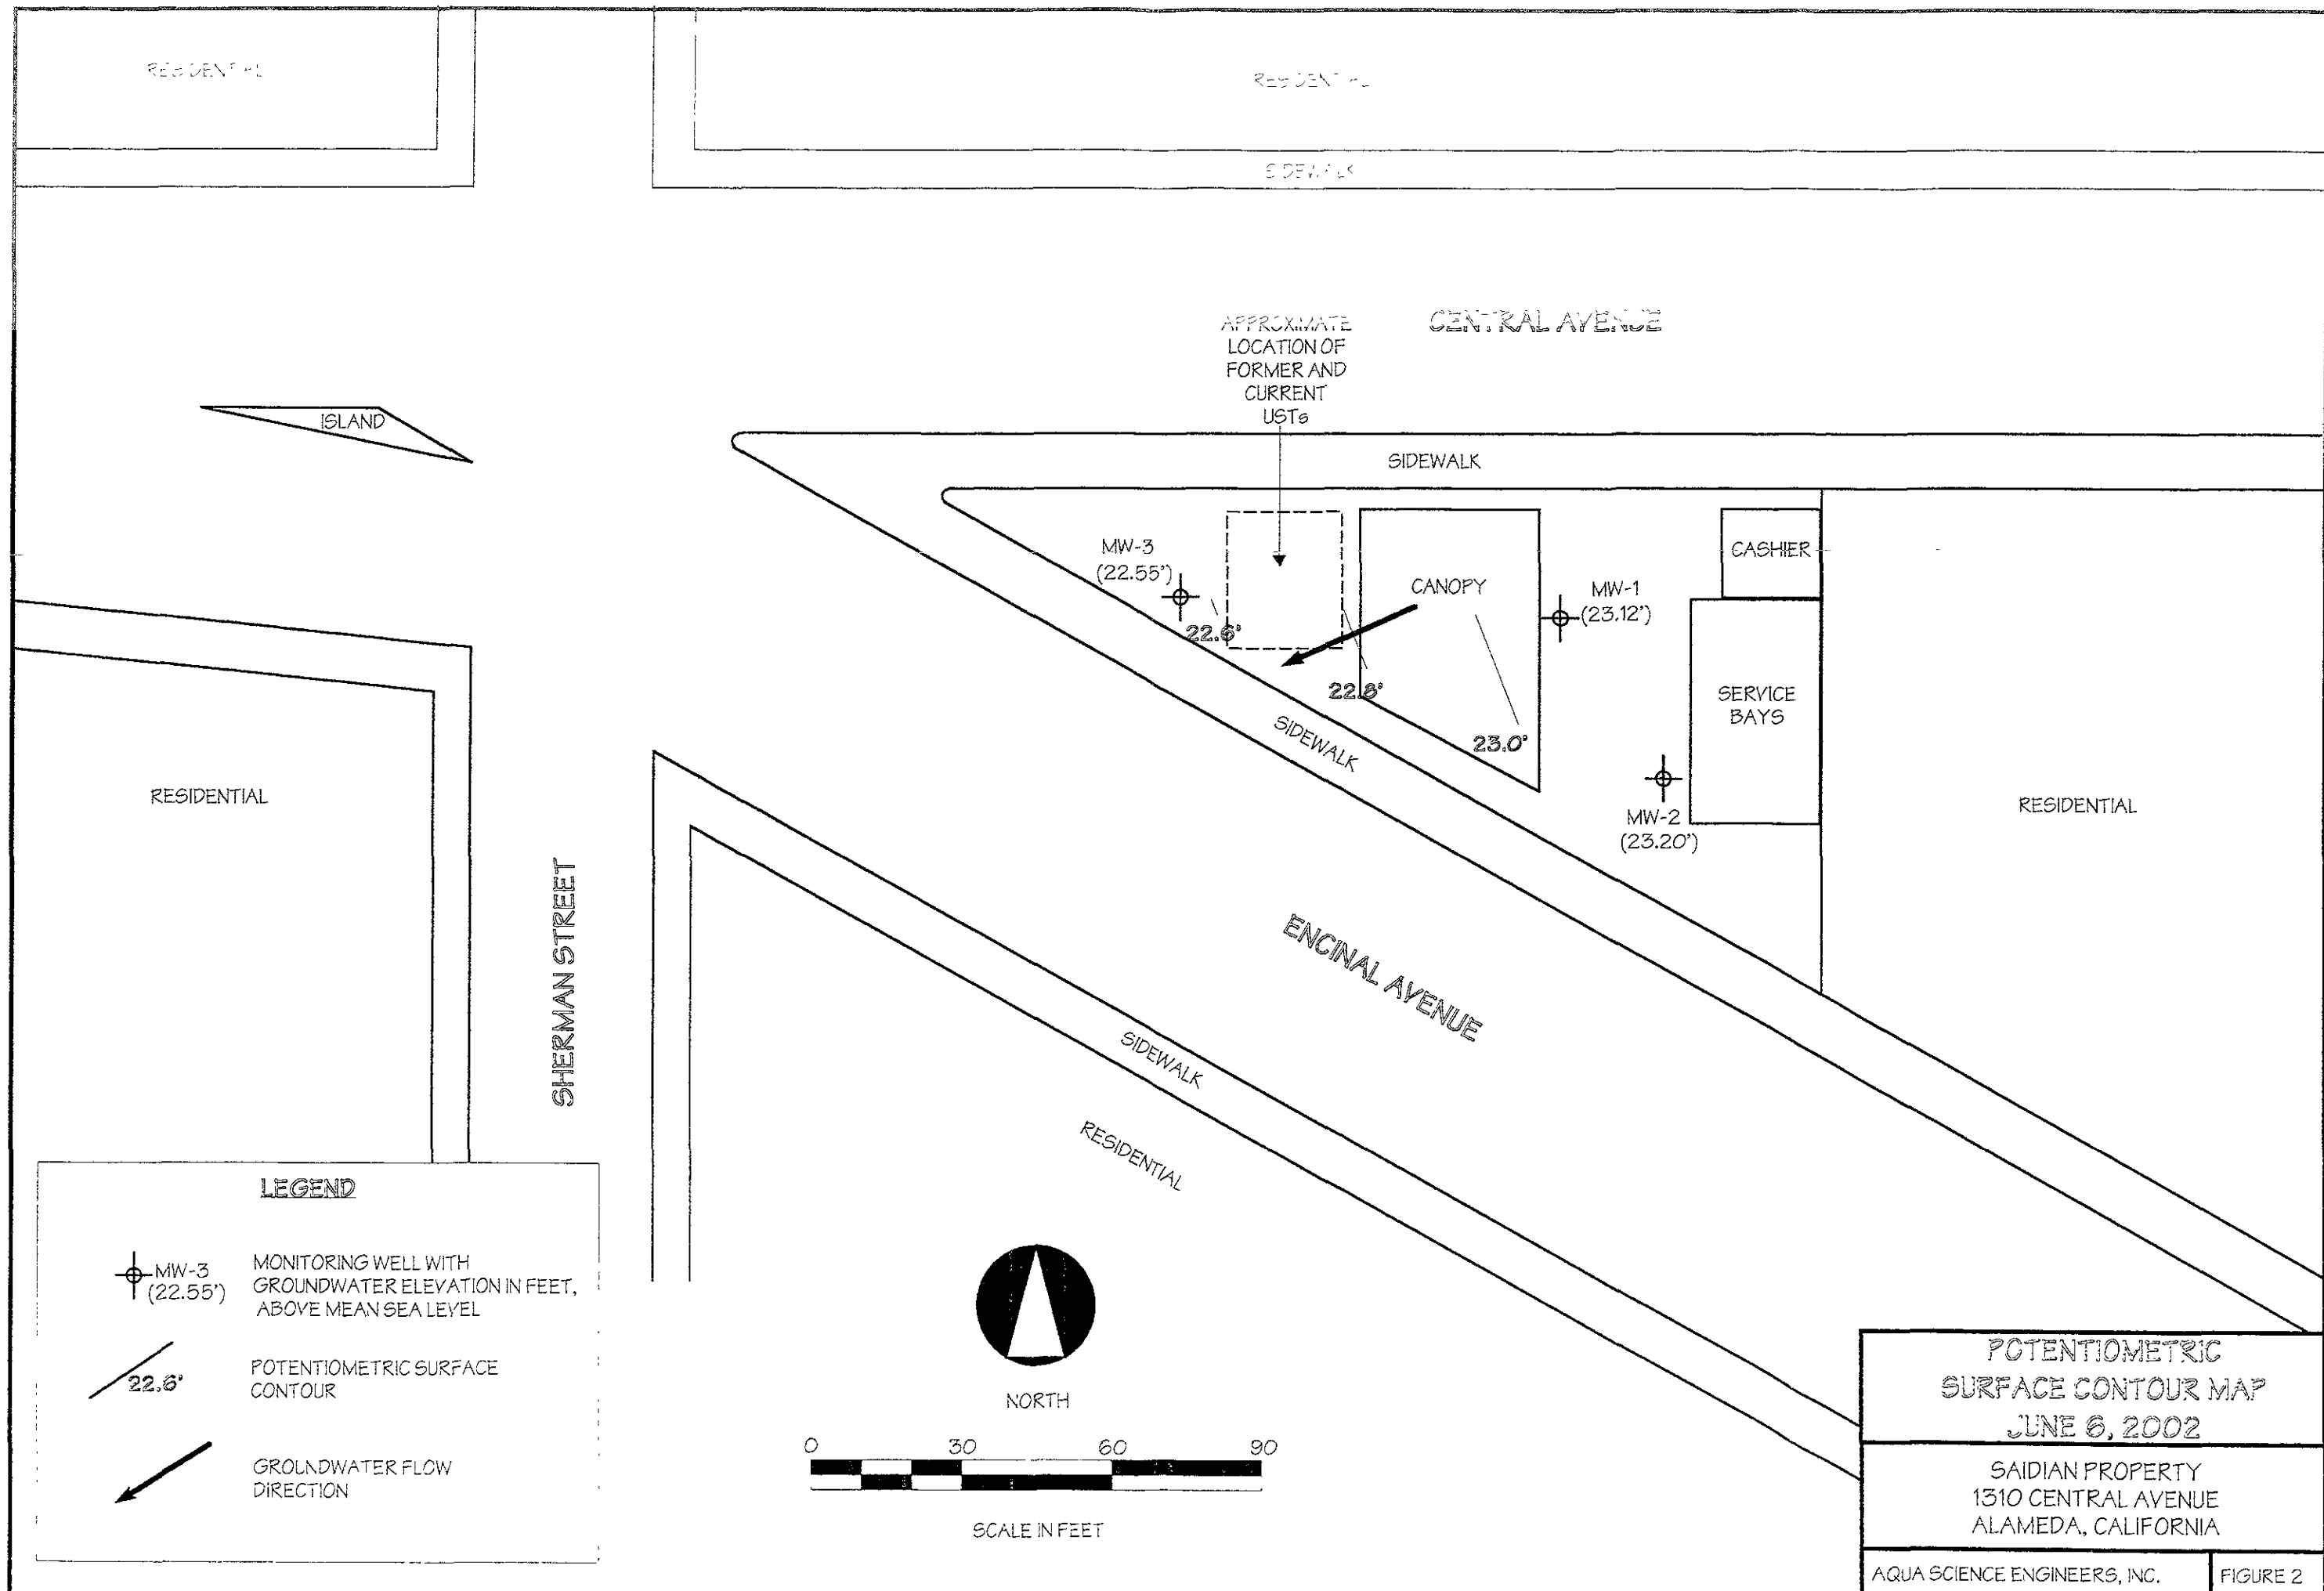 RESIDENTIAL
RESIDENTIAL
SIDEWALK
CENTRAL AVENUE
APPROXIMATE
LOCATION OF
FORMER AND
CURRENT
USTs
ISLAND
SIDEWALK
MW-3
(22.55')
22.6'
CANOPY
22.8'
23.0'
MW-1
(23.12')
CASHIER
SERVICE
BAYS
MW-2
(23.20')
RESIDENTIAL
RESIDENTIAL
SIDEWALK
SHERMAN STREET
ENCINAL AVENUE
SIDEWALK
RESIDENTIAL
LEGEND
MW-3
(22.55')
MONITORING WELL WITH
GROUNDWATER ELEVATION IN FEET,
ABOVE MEAN SEA LEVEL
22.6'
POTENTIOMETRIC SURFACE
CONTOUR
GROUNDWATER FLOW
DIRECTION
NORTH
0 30 60 90
SCALE IN FEET
POTENTIOMETRIC
SURFACE CONTOUR MAP
JUNE 6, 2002
SAIDIAN PROPERTY
1310 CENTRAL AVENUE
ALAMEDA, CALIFORNIA
AQUA SCIENCE ENGINEERS, INC.
FIGURE 2